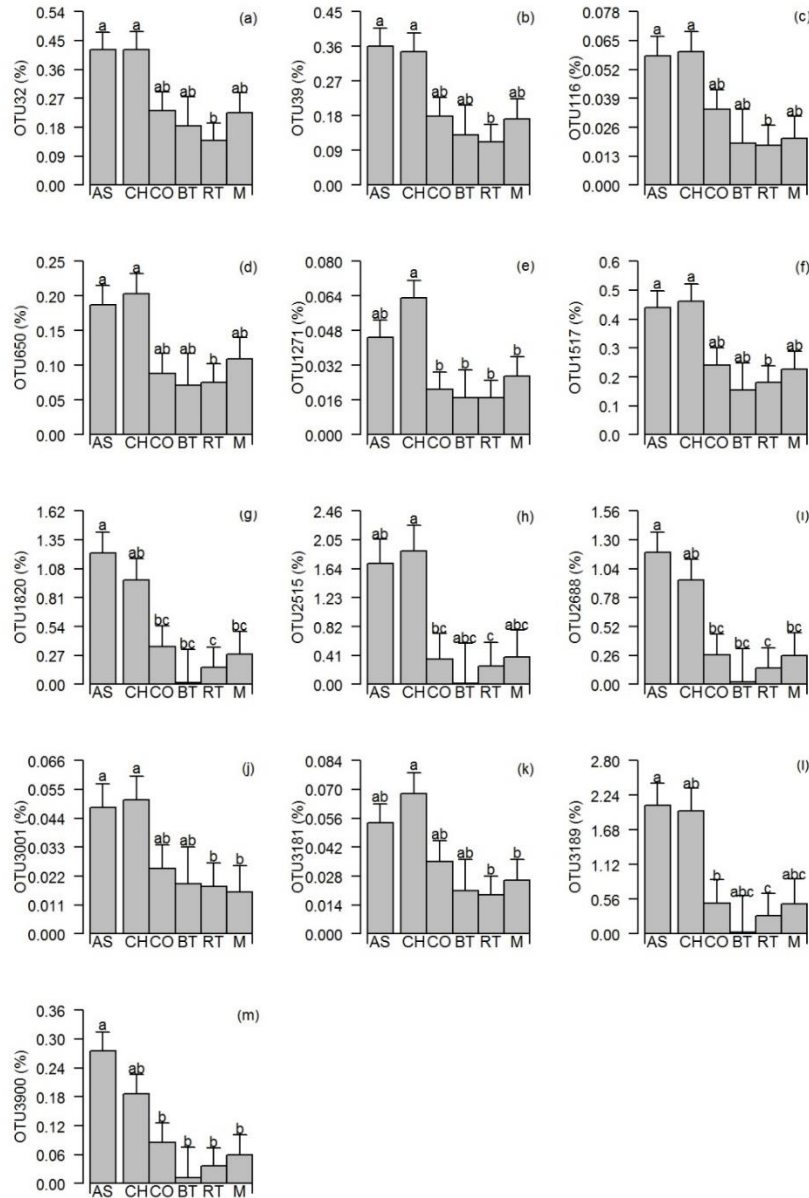 (a)
OTU32 (%)
0.54
0.45
0.36
0.27
0.18
0.09
0.00
a a ab ab b ab
AS CH CO BT RT M
(b)
OTU39 (%)
0.45
0.36
0.27
0.18
0.09
0.00
a a ab ab b ab
AS CH CO BT RT M
(c)
OTU116 (%)
0.078
0.065
0.052
0.039
0.026
0.013
0.000
a a ab ab b ab
AS CH CO BT RT M
(d)
OTU650 (%)
0.25
0.20
0.15
0.10
0.05
0.00
a a ab ab b ab
AS CH CO BT RT M
(e)
OTU1271 (%)
0.080
0.064
0.048
0.032
0.016
0.000
ab a b b b b
AS CH CO BT RT M
(f)
OTU1517 (%)
0.6
0.5
0.4
0.3
0.2
0.1
0.0
a a ab ab b ab
AS CH CO BT RT M
(g)
OTU1820 (%)
1.62
1.35
1.08
0.81
0.54
0.27
0.00
a ab bc bc c bc
AS CH CO BT RT M
(h)
OTU2515 (%)
2.46
2.05
1.64
1.23
0.82
0.41
0.00
ab a bc abc c abc
AS CH CO BT RT M
(i)
OTU2688 (%)
1.56
1.30
1.04
0.78
0.52
0.26
0.00
a ab bc bc c bc
AS CH CO BT RT M
(j)
OTU3001 (%)
0.066
0.055
0.044
0.033
0.022
0.011
0.000
a a ab ab b b
AS CH CO BT RT M
(k)
OTU3181 (%)
0.084
0.070
0.056
0.042
0.028
0.014
0.000
ab a ab ab b b
AS CH CO BT RT M
(l)
OTU3189 (%)
2.80
2.24
1.68
1.12
0.56
0.00
a ab b abc c abc
AS CH CO BT RT M
(m)
OTU3900 (%)
0.36
0.30
0.24
0.18
0.12
0.06
0.00
a ab b b b b
AS CH CO BT RT M